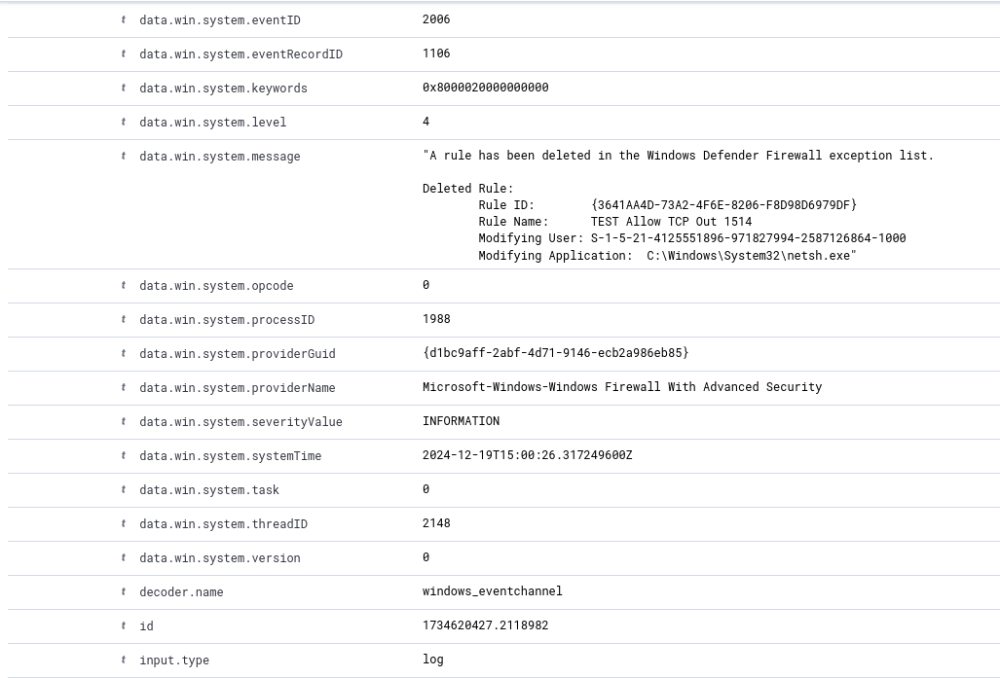 t data.win.system.eventID 2006
t data.win.system.eventRecordID 1106
t data.win.system.keywords 0x8000020000000000
t data.win.system.level 4
t data.win.system.message "A rule has been deleted in the Windows Defender Firewall exception list.
Deleted Rule:
Rule ID: {3641AA4D-73A2-4F6E-8206-F8D98D6979DF}
Rule Name: TEST Allow TCP Out 1514
Modifying User: S-1-5-21-4125551896-971827994-2587126864-1000
Modifying Application: C:\Windows\System32\netsh.exe"
t data.win.system.opcode 0
t data.win.system.processID 1988
t data.win.system.providerGuid {d1bc9aff-2abf-4d71-9146-ecb2a986eb85}
t data.win.system.providerName Microsoft-Windows-Windows Firewall With Advanced Security
t data.win.system.severityValue INFORMATION
t data.win.system.systemTime 2024-12-19T15:00:26.317249600Z
t data.win.system.task 0
t data.win.system.threadID 2148
t data.win.system.version 0
t decoder.name windows_eventchannel
t id 1734620427.2118982
t input.type log